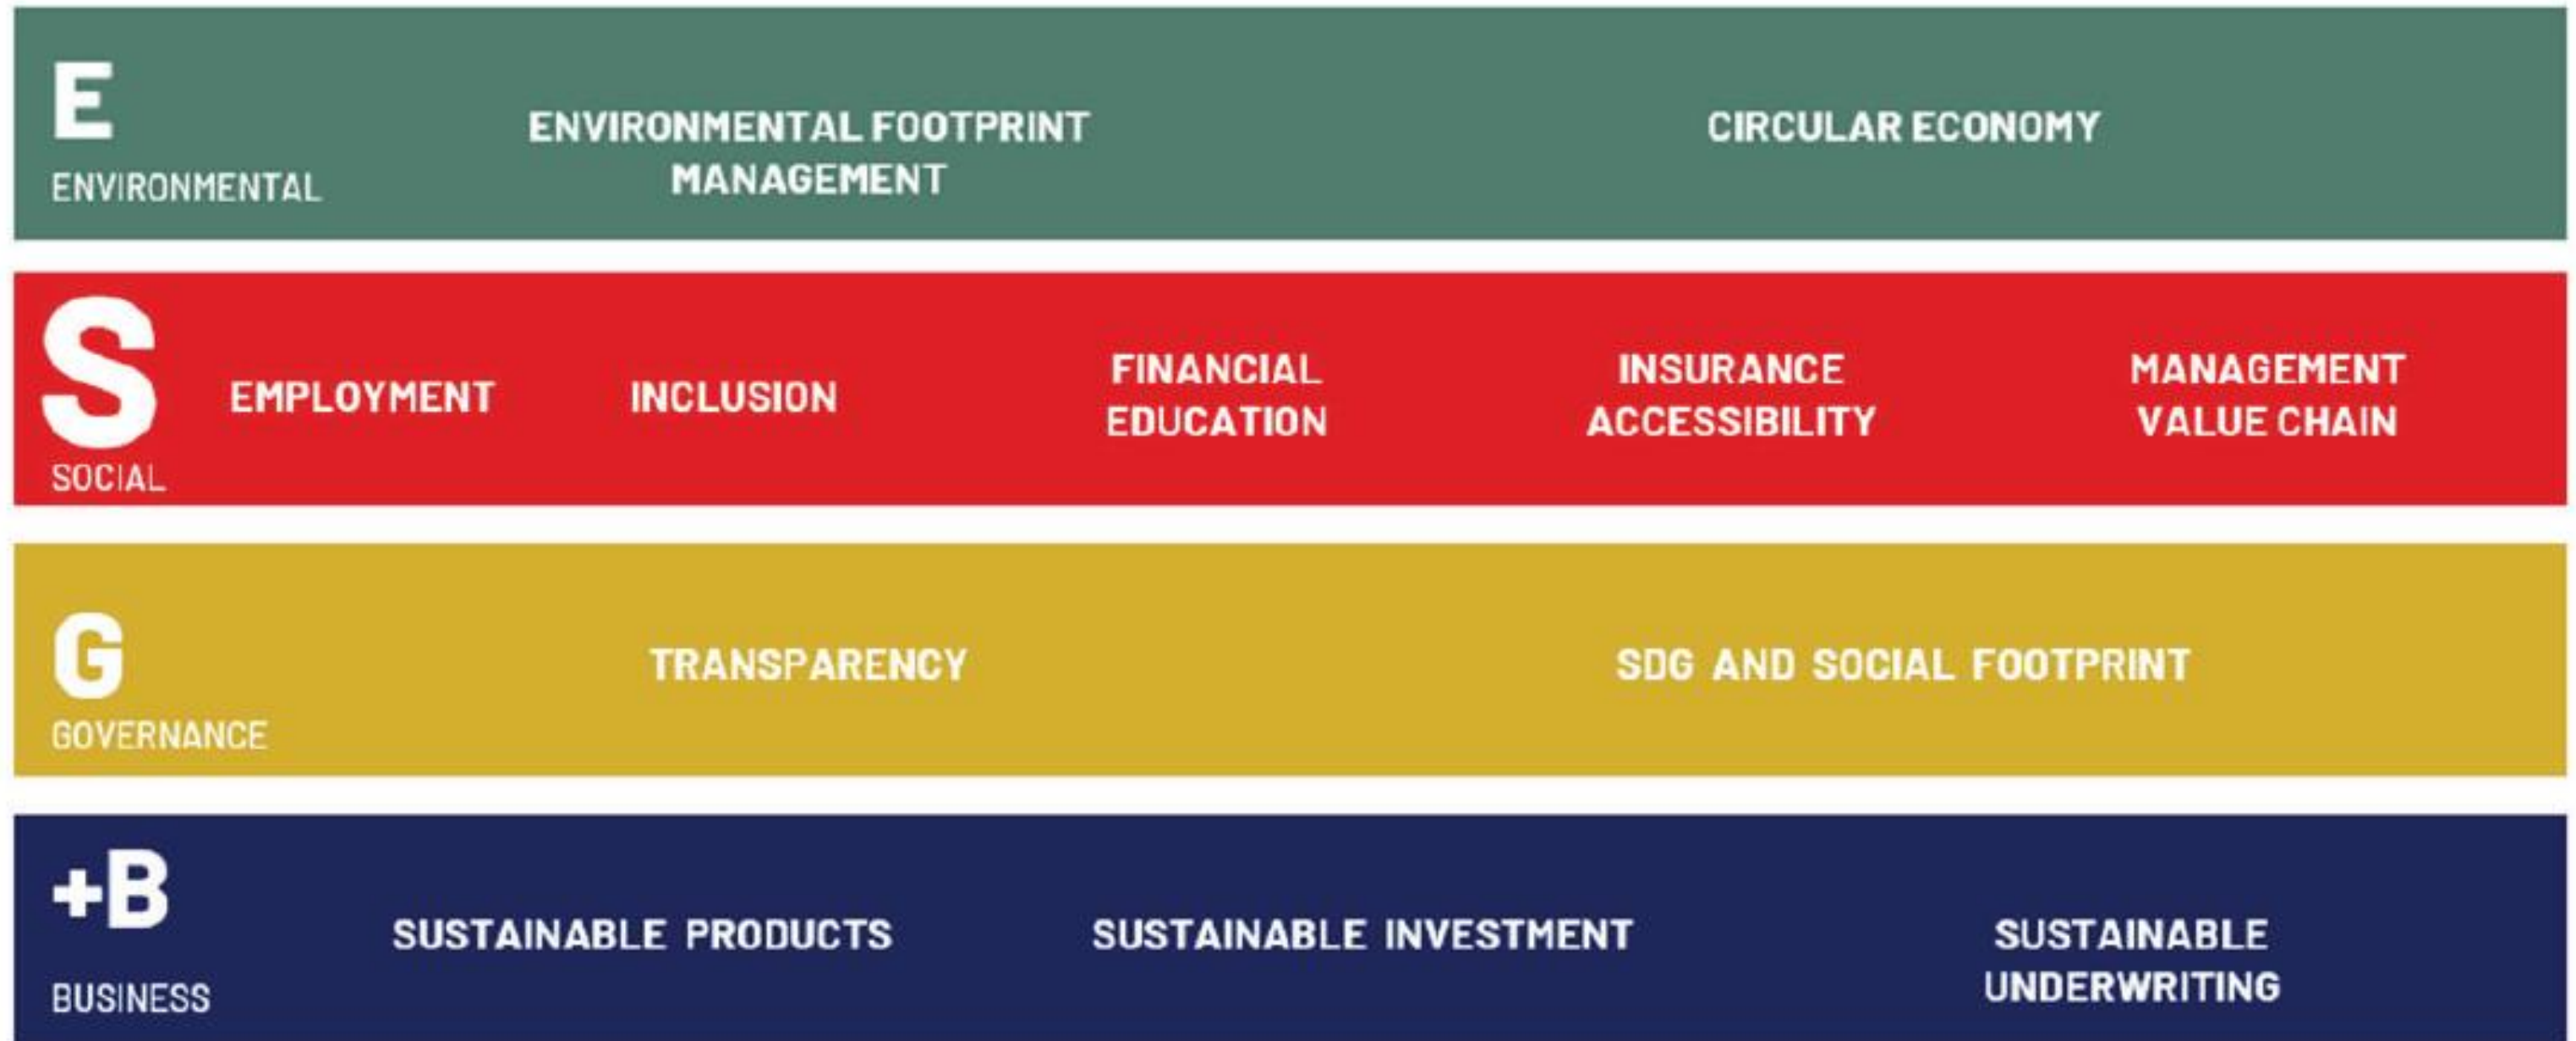 E
ENVIRONMENTAL
ENVIRONMENTAL FOOTPRINT
MANAGEMENT
CIRCULAR ECONOMY
S
SOCIAL
EMPLOYMENT
INCLUSION
FINANCIAL
EDUCATION
INSURANCE
ACCESSIBILITY
MANAGEMENT
VALUE CHAIN
G
GOVERNANCE
TRANSPARENCY
SDG AND SOCIAL FOOTPRINT
+B
BUSINESS
SUSTAINABLE PRODUCTS
SUSTAINABLE INVESTMENT
SUSTAINABLE
UNDERWRITING